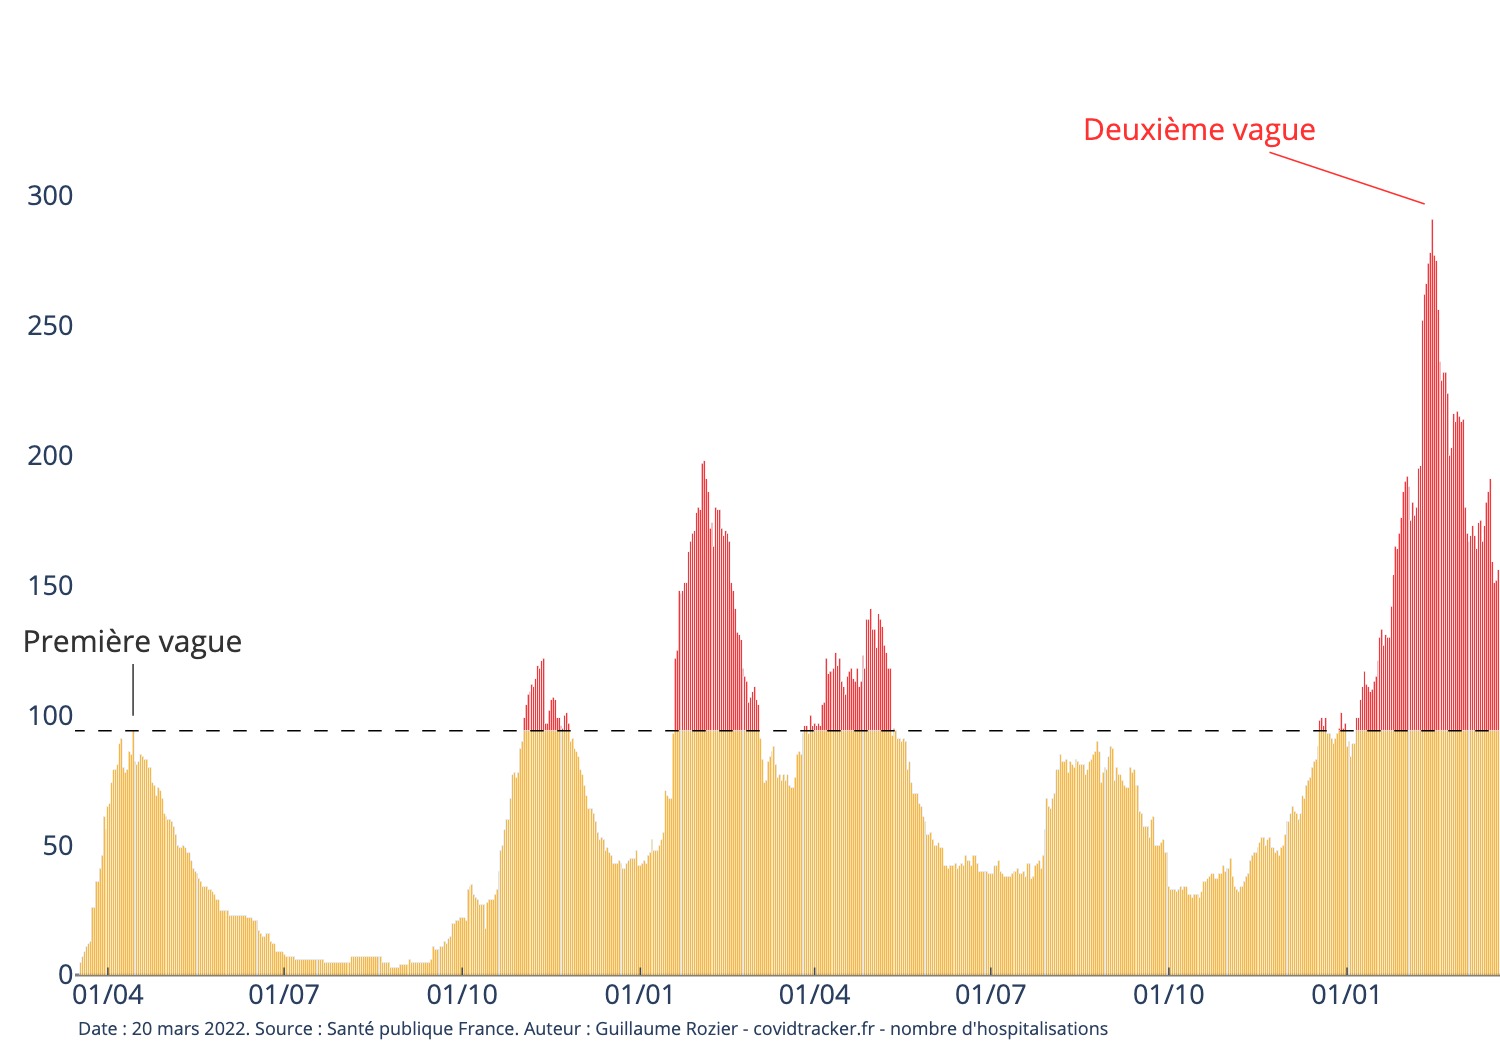 Deuxième vague
300
250
200
150
Première vague
100
50
0
01/04 01/07 01/10 01/01 01/04 01/07 01/10 01/01
Date : 20 mars 2022. Source : Santé publique France. Auteur : Guillaume Rozier - covidtracker.fr - nombre d'hospitalisations